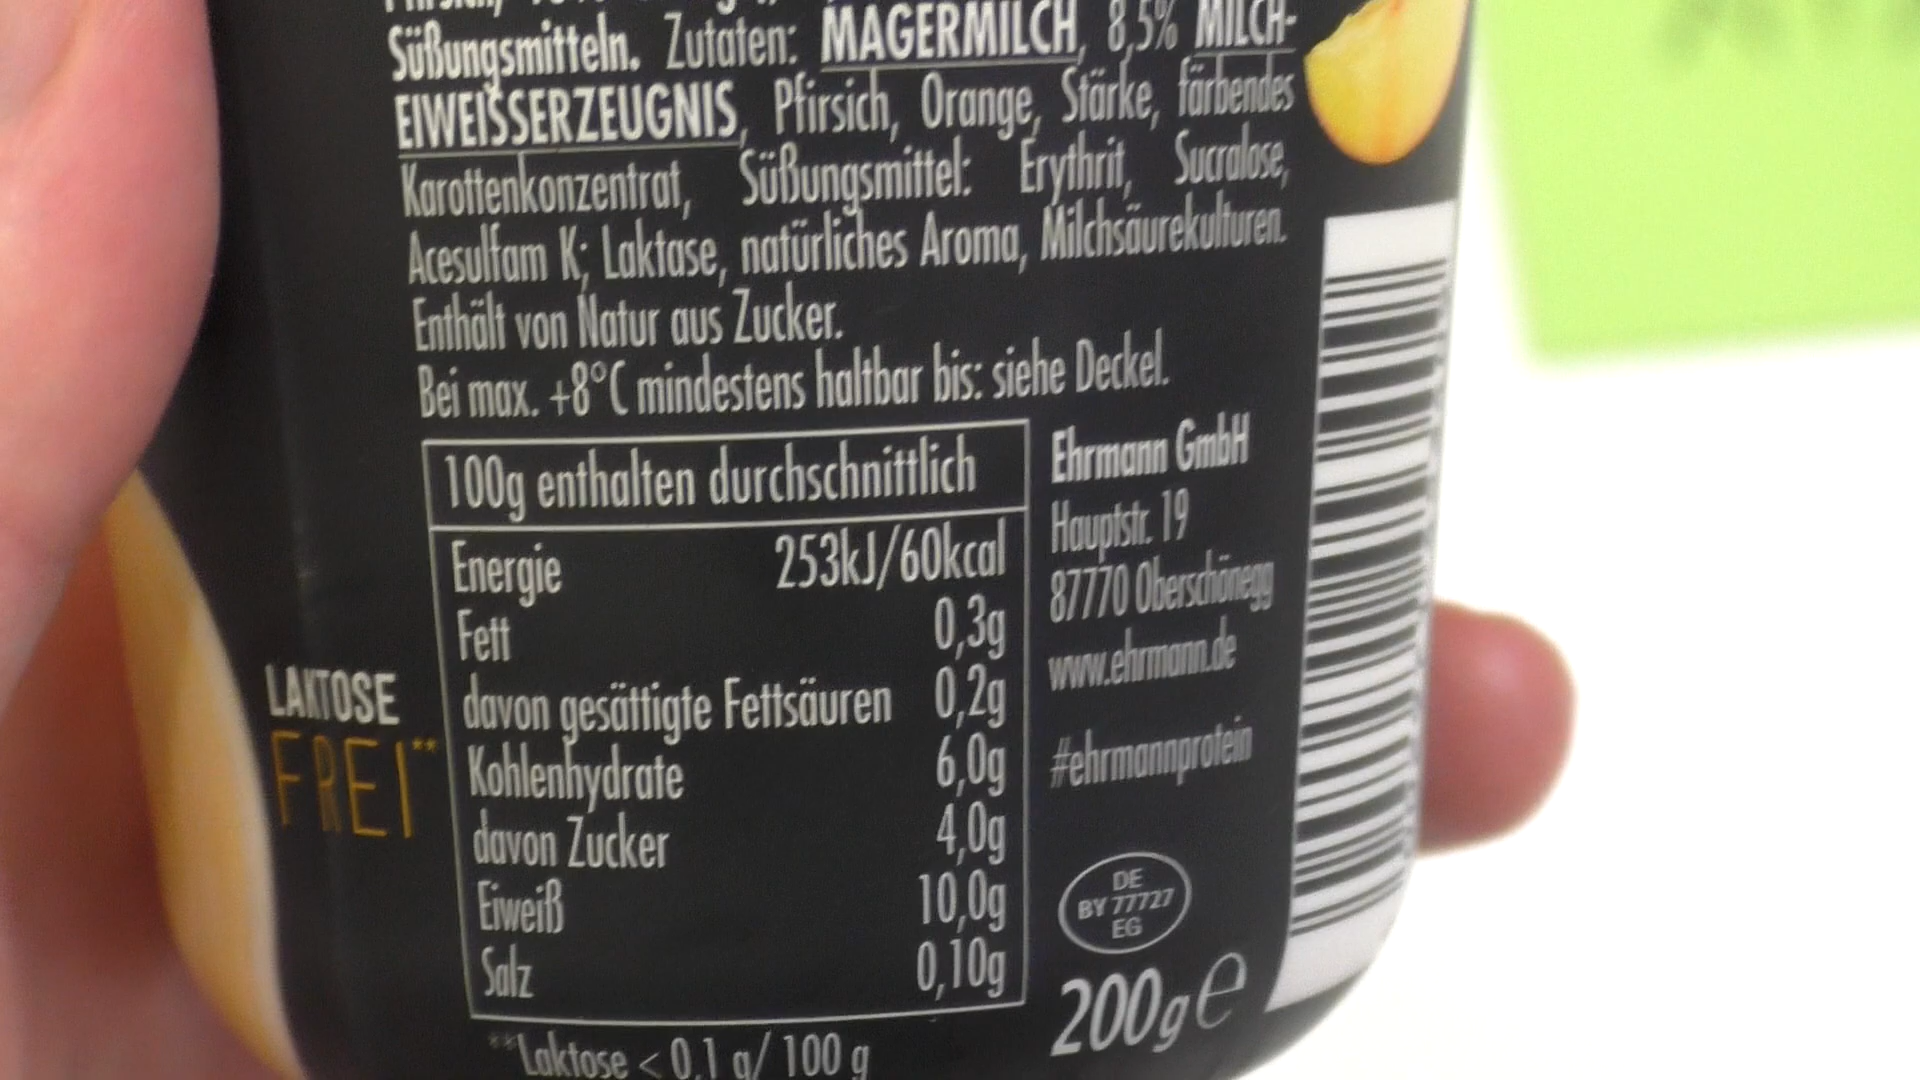 Süßungsmitteln. Zutaten: MAGERMILCH, 8,5% MILCH-
EIWEISSERZEUGNIS, Pfirsich, Orange, Stärke, färbendes
Karottenkonzentrat, Süßungsmittel: Erythrit, Sucralose,
Acesulfam K; Laktase, natürliches Aroma, Milchsäurekulturen.
Enthält von Natur aus Zucker.
Bei max. +8°C mindestens haltbar bis: siehe Deckel.
100g enthalten durchschnittlich
Energie 253kJ/60kcal
Fett 0,3g
davon gesättigte Fettsäuren 0,2g
Kohlenhydrate 6,0g
davon Zucker 4,0g
Eiweiß 10,0g
Salz 0,10g
**Laktose < 0,1 g/ 100 g
LAKTOSE
FREI**
Ehrmann GmbH
Hauptstr. 19
87770 Oberschönegg
www.ehrmann.de
#ehrmannprotein
DE
BY 77727
EG
200g e